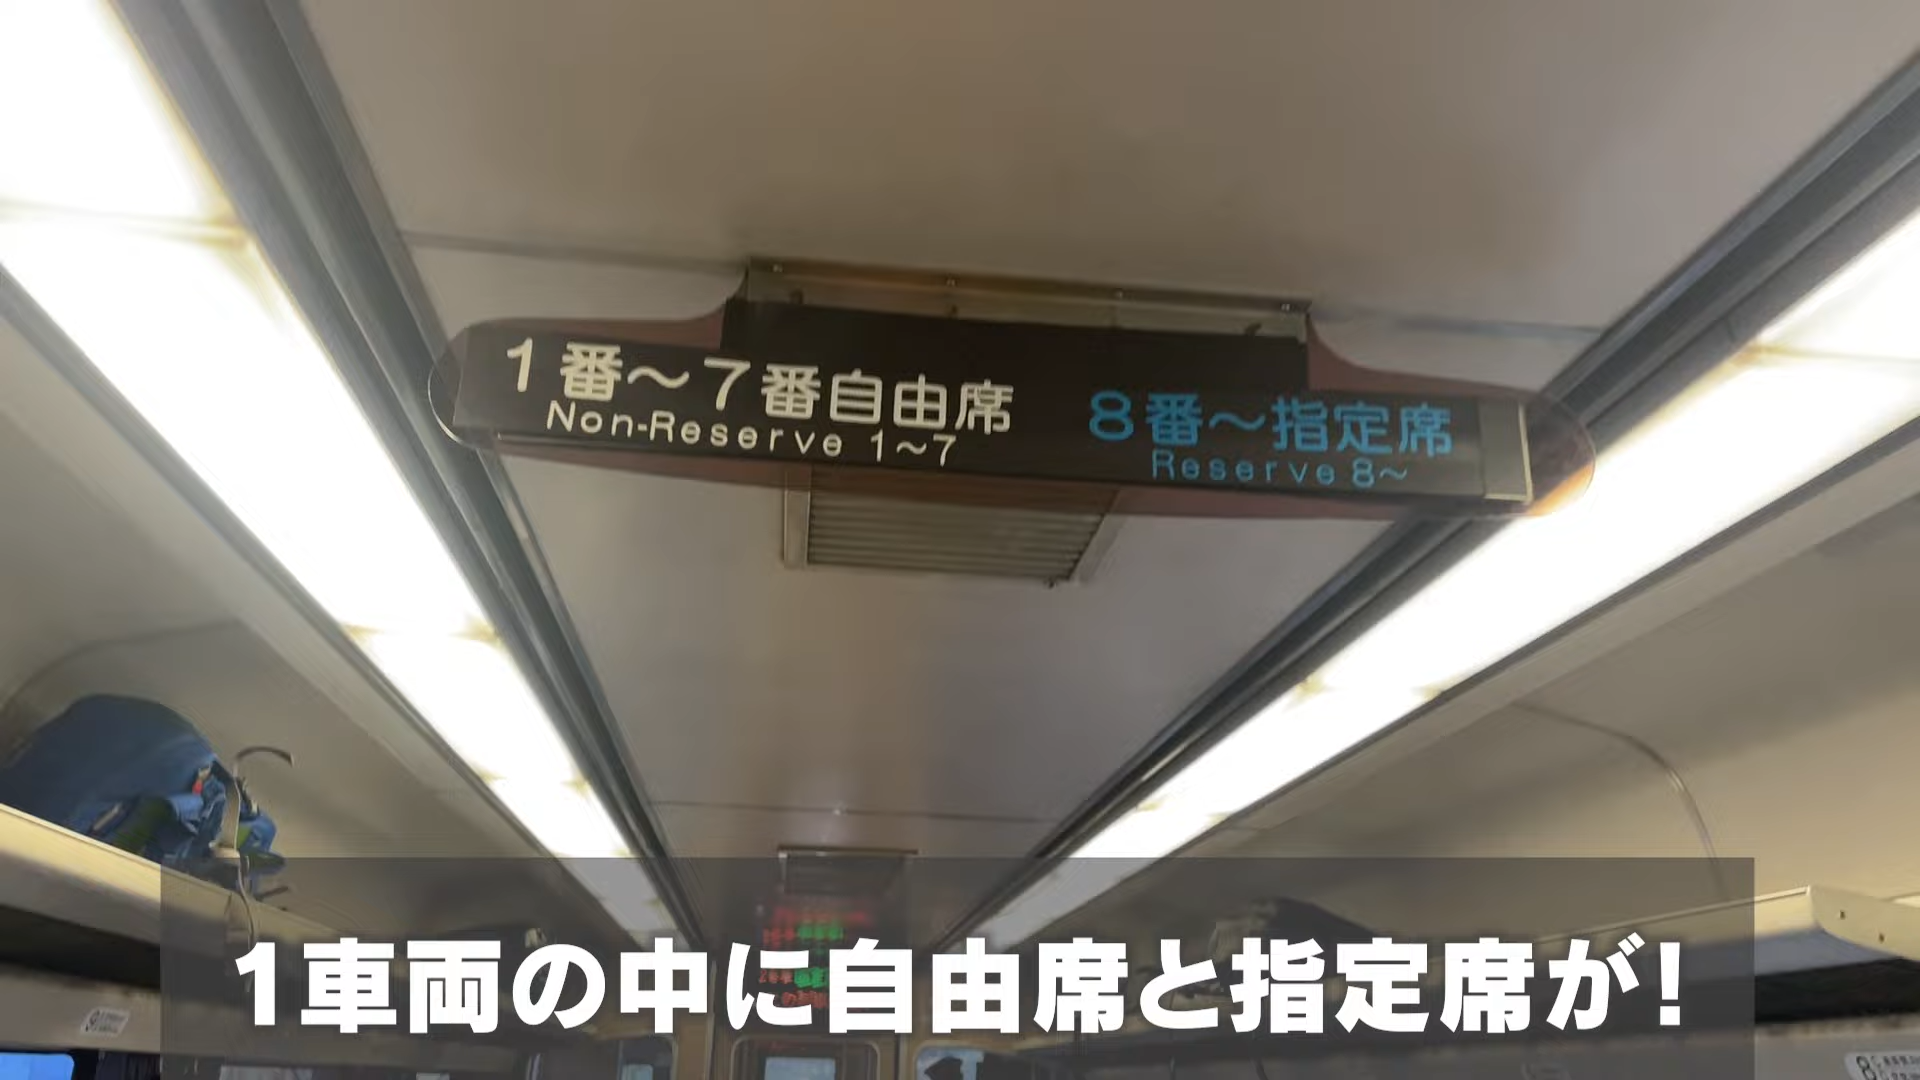 1番～7番自由席
Non-Reserve 1～7
8番～指定席
Reserve 8～
1車両の中に自由席と指定席が!